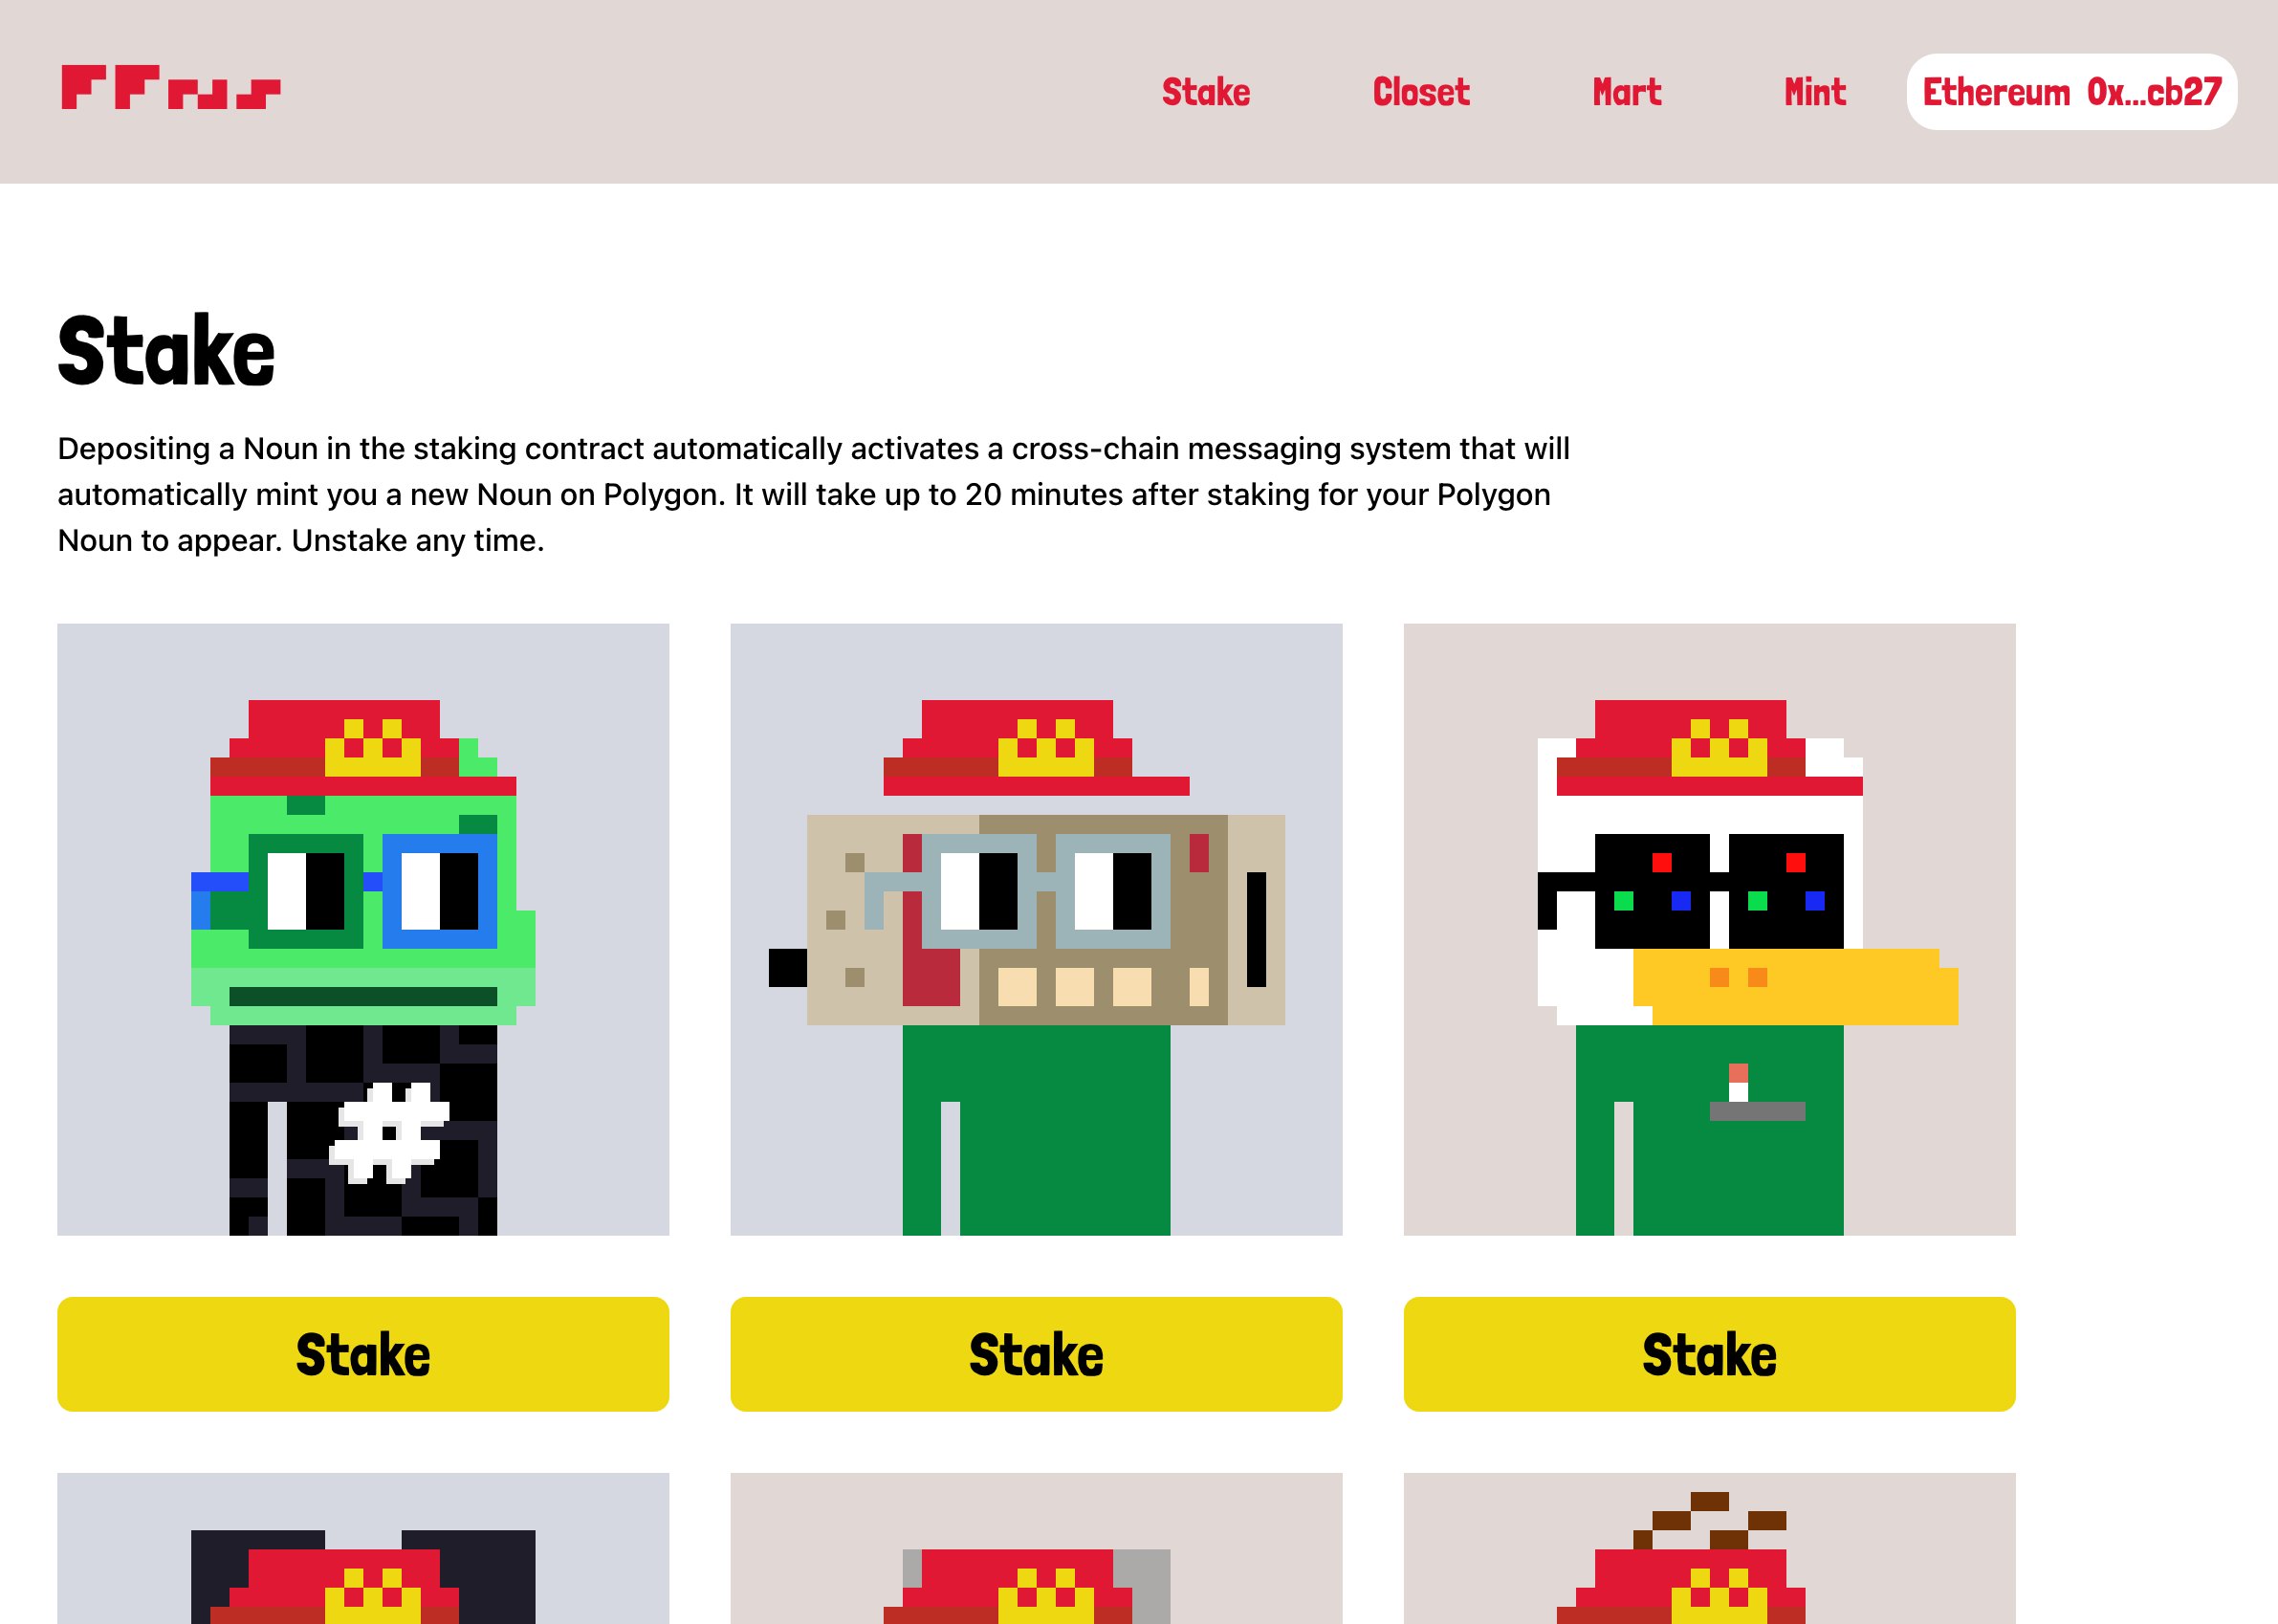 FFns
Stake Closet Mart Mint Ethereum 0x...cb27
Stake
Depositing a Noun in the staking contract automatically activates a cross-chain messaging system that will
automatically mint you a new Noun on Polygon. It will take up to 20 minutes after staking for your Polygon
Noun to appear. Unstake any time.
#
Stake Stake Stake